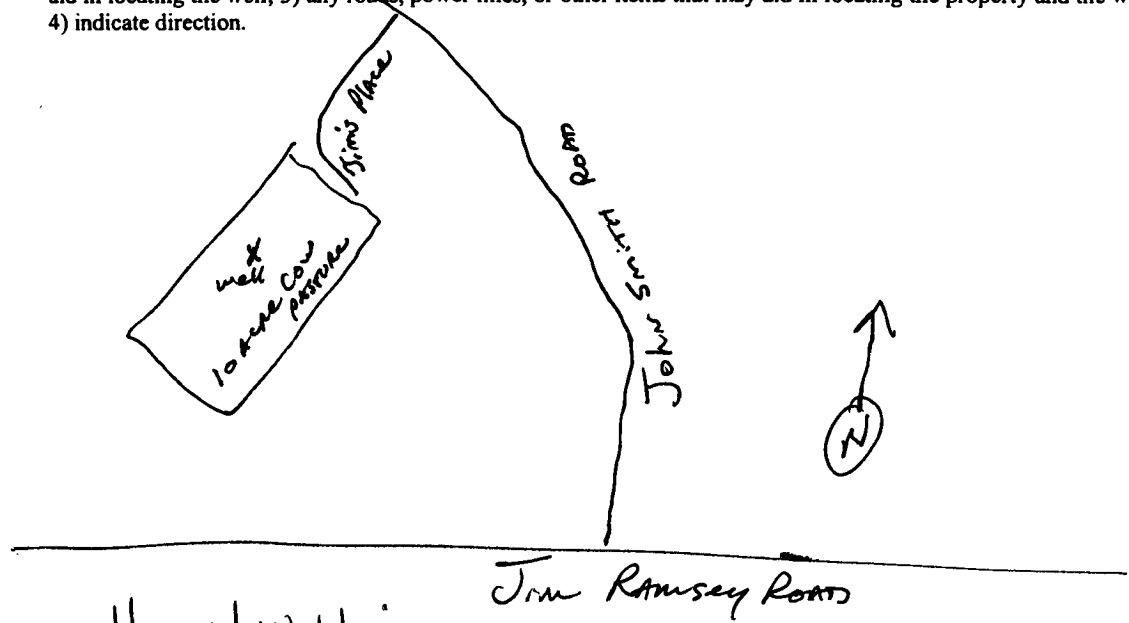 aid in locating the well, 3) any roads, power lines, or other items that may aid in locating the property and the w
4) indicate direction.
Jim's Place
John Smith Road
x
well
10 Acre cow
pasture
N
Jim Ramsey Road